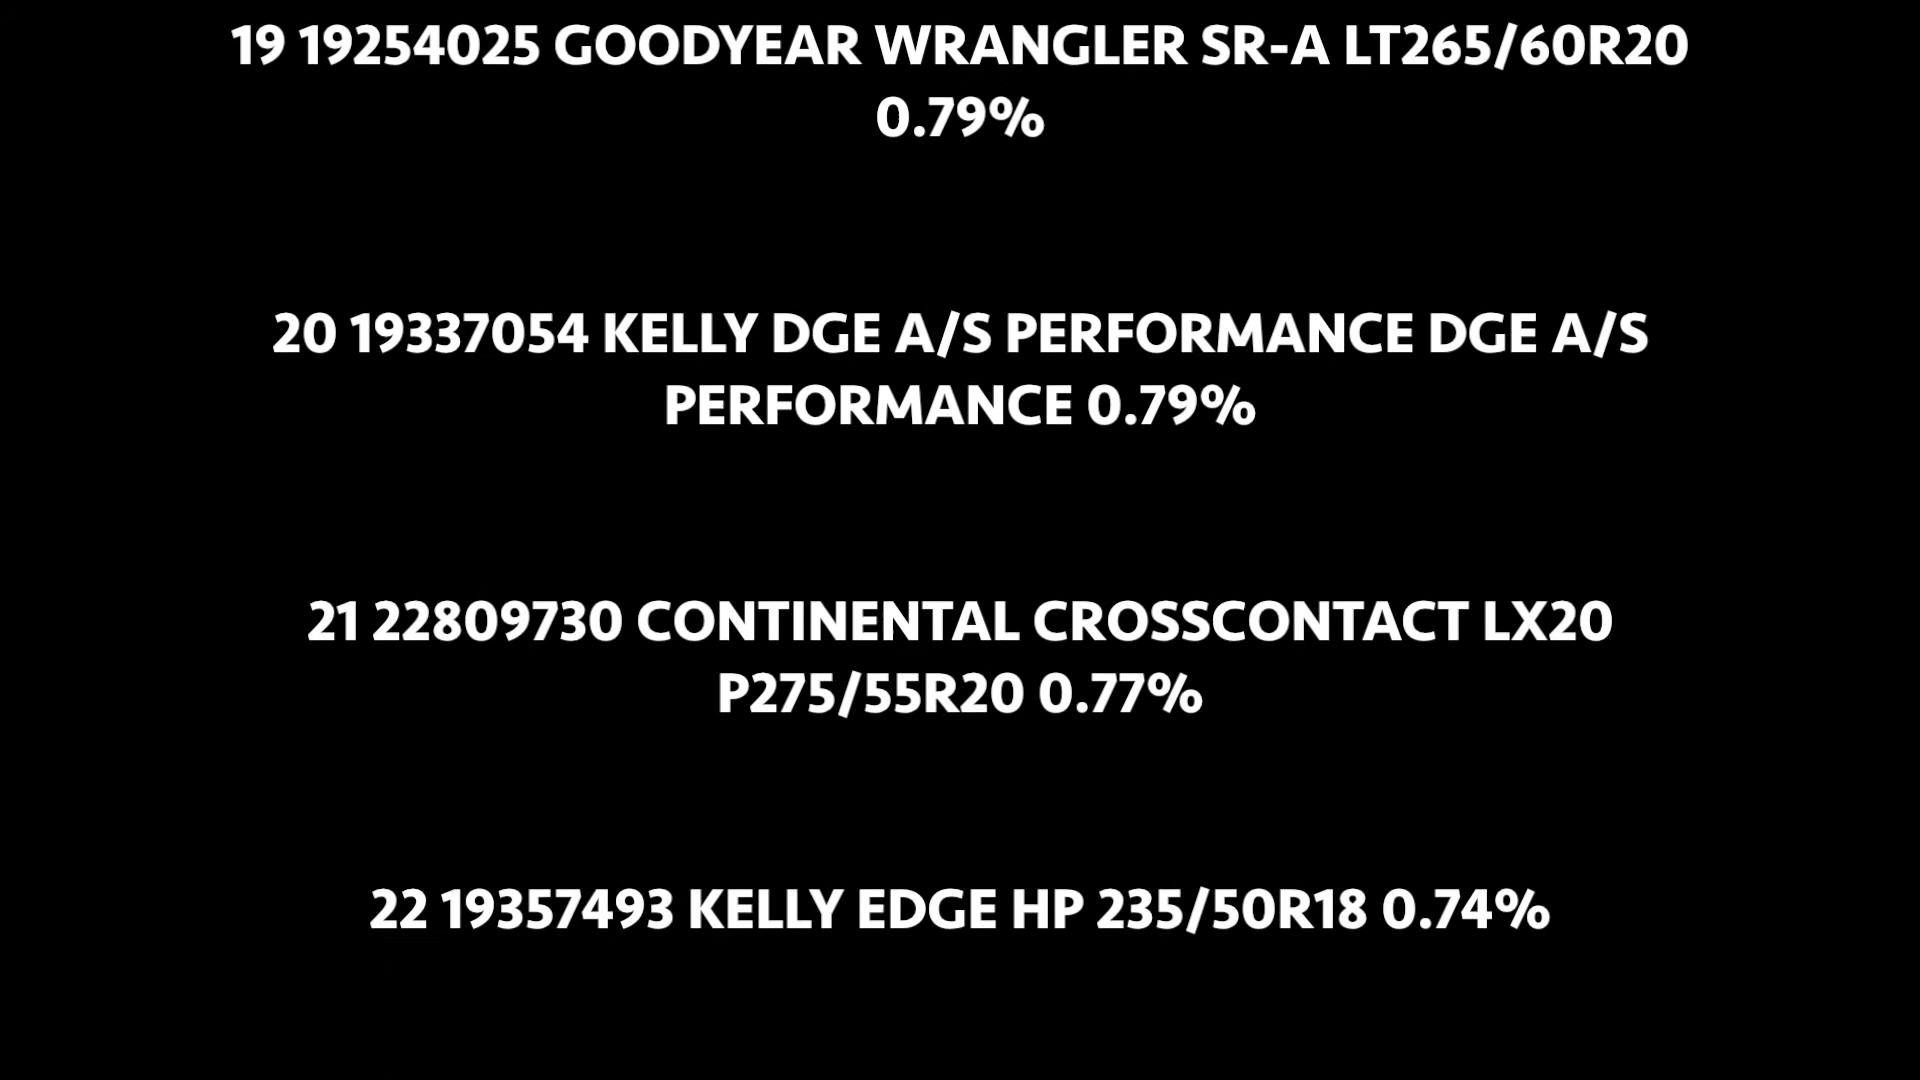 19 19254025 GOODYEAR WRANGLER SR-A LT265/60R20
0.79%
20 19337054 KELLY DGE A/S PERFORMANCE DGE A/S
PERFORMANCE 0.79%
21 22809730 CONTINENTAL CROSSCONTACT LX20
P275/55R20 0.77%
22 19357493 KELLY EDGE HP 235/50R18 0.74%